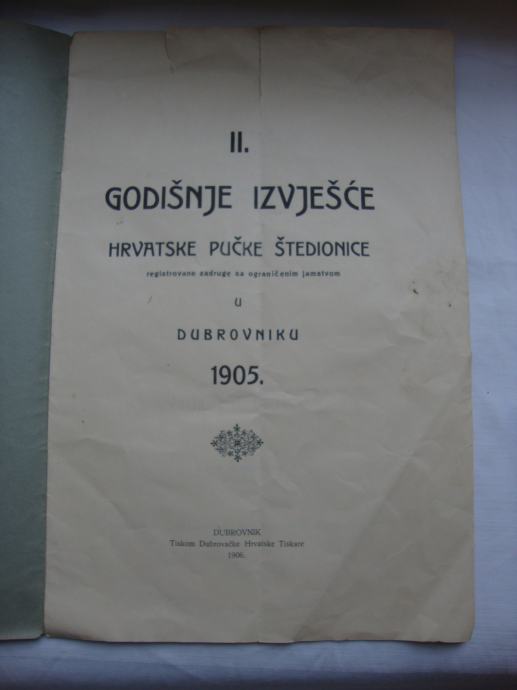 II.
GODIŠNJE IZVJEŠĆE
HRVATSKE PUČKE ŠTEDIONICE
registrovane zadruge sa ograničenim jamstvom
U
DUBROVNIKU
1905.
DUBROVNIK
Tiskom Dubrovačke Hrvatske Tiskare
1906.